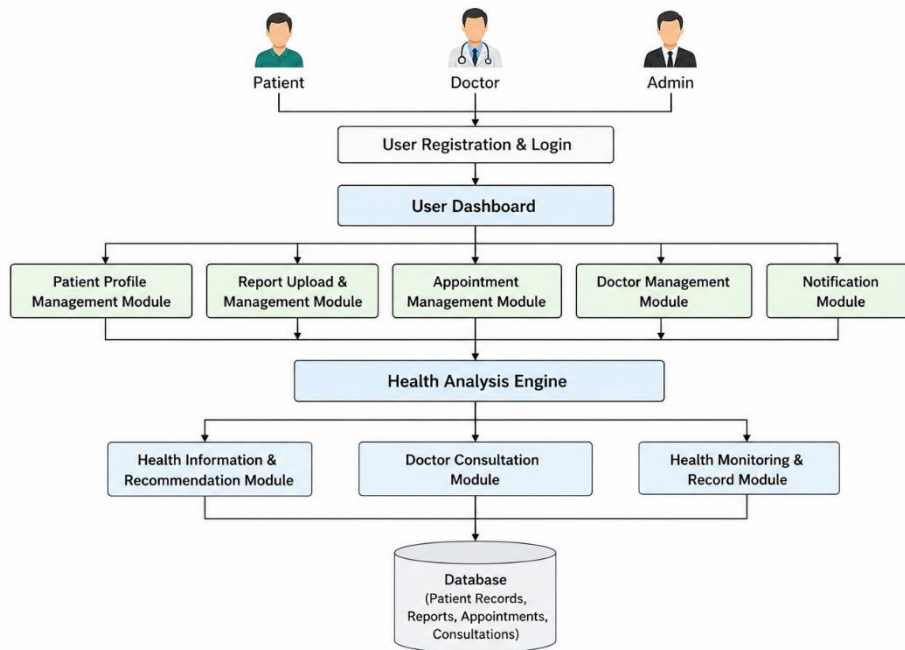 Patient
Doctor
Admin
User Registration & Login
User Dashboard
Patient Profile
Management Module
Report Upload &
Management Module
Appointment
Management Module
Doctor Management
Module
Notification
Module
Health Analysis Engine
Health Information &
Recommendation Module
Doctor Consultation
Module
Health Monitoring &
Record Module
Database
(Patient Records,
Reports, Appointments,
Consultations)